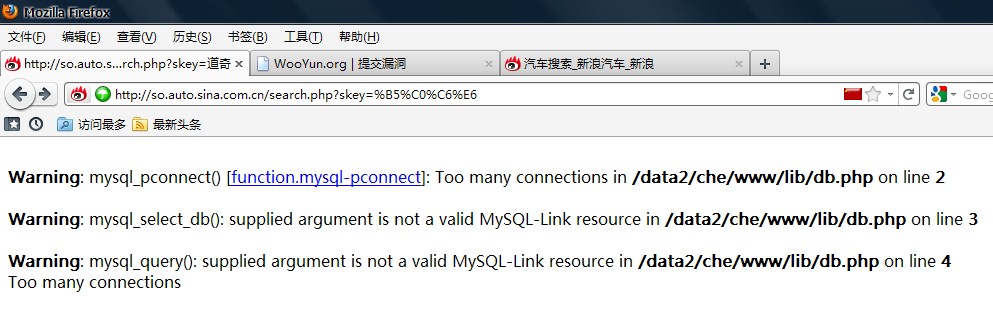 Mozilla Firefox
文件(F) 编辑(E) 查看(V) 历史(S) 书签(B) 工具(T) 帮助(H)
http://so.auto.s...rch.php?skey=道奇 WooYun.org | 提交漏洞 汽车搜索_新浪汽车_新浪
http://so.auto.sina.com.cn/search.php?skey=%B5%C0%C6%E6 Goog
访问最多 最新头条
Warning: mysql_pconnect() [function.mysql-pconnect]: Too many connections in /data2/che/www/lib/db.php on line 2
Warning: mysql_select_db(): supplied argument is not a valid MySQL-Link resource in /data2/che/www/lib/db.php on line 3
Warning: mysql_query(): supplied argument is not a valid MySQL-Link resource in /data2/che/www/lib/db.php on line 4
Too many connections